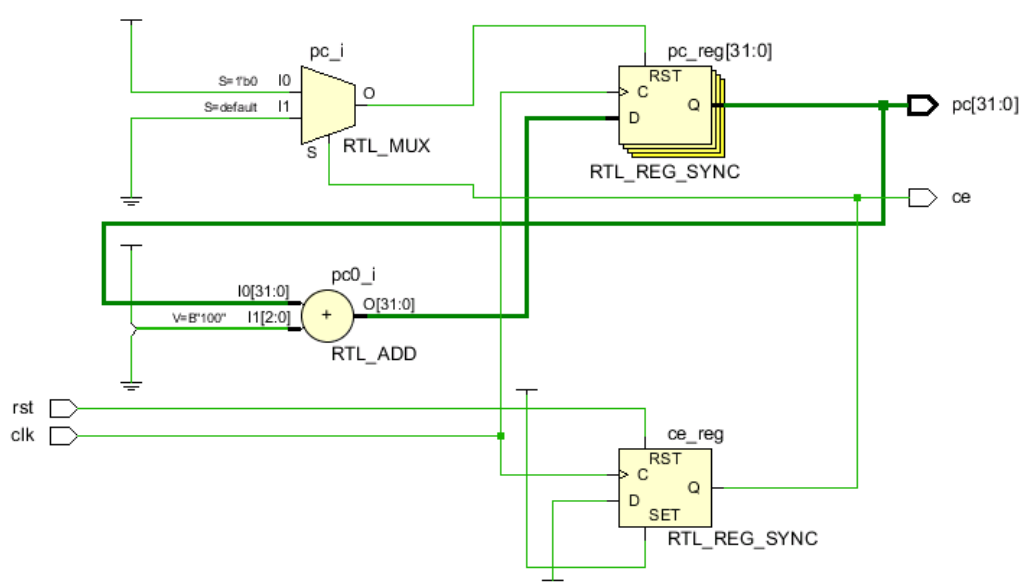 pc_i
S=1'b0 I0
S=default I1
O
S
RTL_MUX
pc_reg[31:0]
RST
C
Q
D
RTL_REG_SYNC
pc[31:0]
ce
pc0_i
I0[31:0]
V=B"100" I1[2:0]
+
O[31:0]
RTL_ADD
rst
clk
ce_reg
RST
C
Q
D
SET
RTL_REG_SYNC